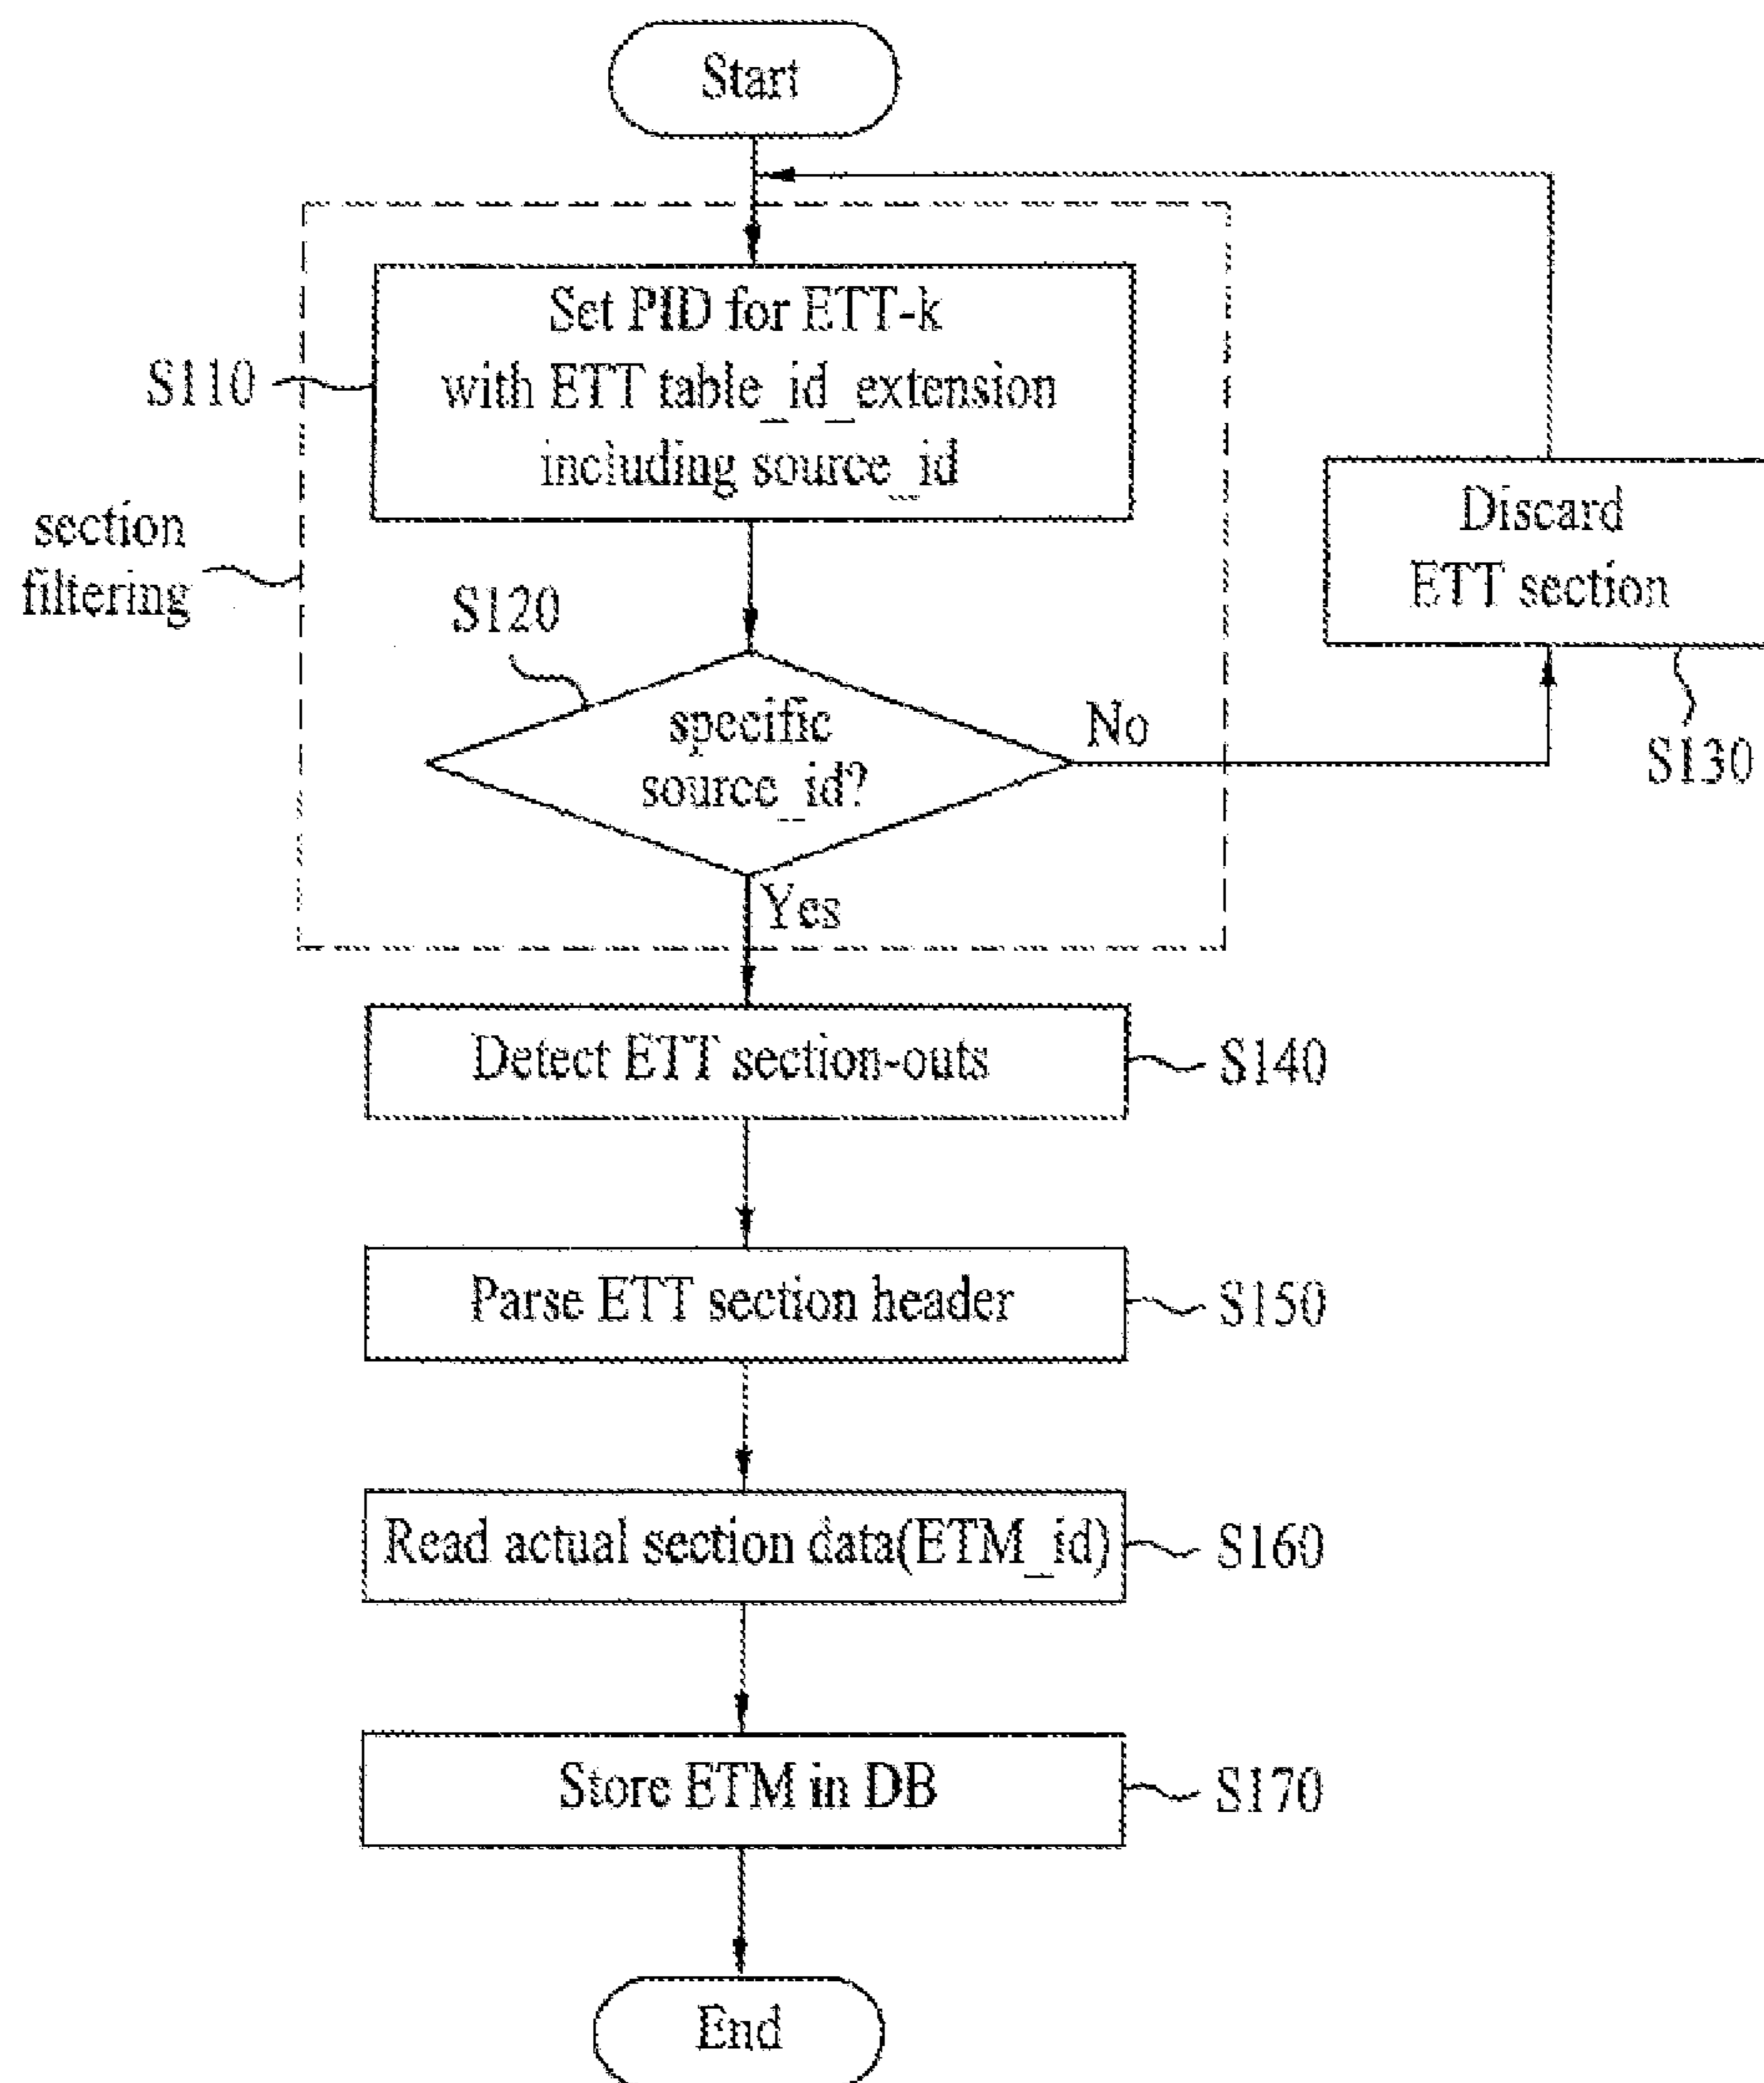 Start
Set PID for ETT-k
with ETT table_id_extension
including source_id
S110
section
filtering
Discard
ETT section
S120
specific
source_id?
No
S130
Yes
Detect ETT section-outs
S140
Parse ETT section header
S150
Read actual section data(ETM_id)
S160
Store ETM in DB
S170
End